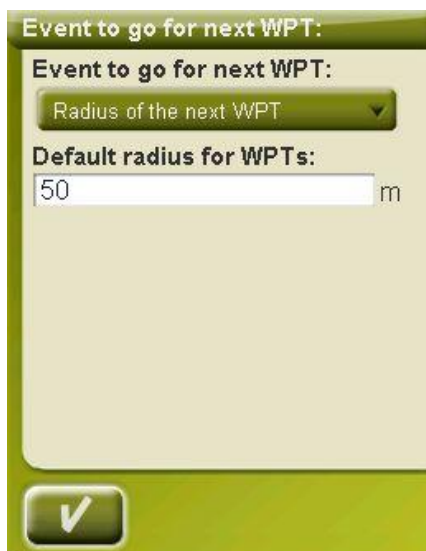 Event to go for next WPT:
Event to go for next WPT:
Radius of the next WPT
Default radius for WPTs:
50 m